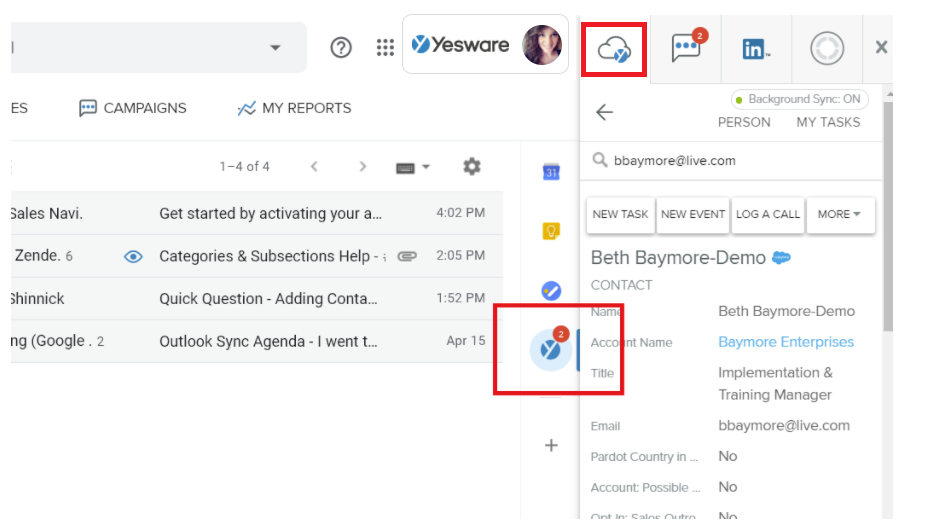 Yesware
2
in
ES
CAMPAIGNS
MY REPORTS
Background Sync: ON
PERSON
MY TASKS
1–4 of 4
31
bbaymore@live.com
Sales Navi.
Get started by activating your a...
4:02 PM
NEW TASK
NEW EVENT
LOG A CALL
MORE
Zende. 6
Categories & Subsections Help -
2:05 PM
Beth Baymore-Demo
CONTACT
Shinnick
Quick Question - Adding Conta...
1:52 PM
Name
Beth Baymore-Demo
2
ng (Google . 2
Outlook Sync Agenda - I went t...
Apr 15
Account Name
Baymore Enterprises
Title
Implementation &
Training Manager
Email
bbaymore@live.com
Pardot Country in ...
No
Account: Possible ...
No
Opt In: Sales Outre...
No